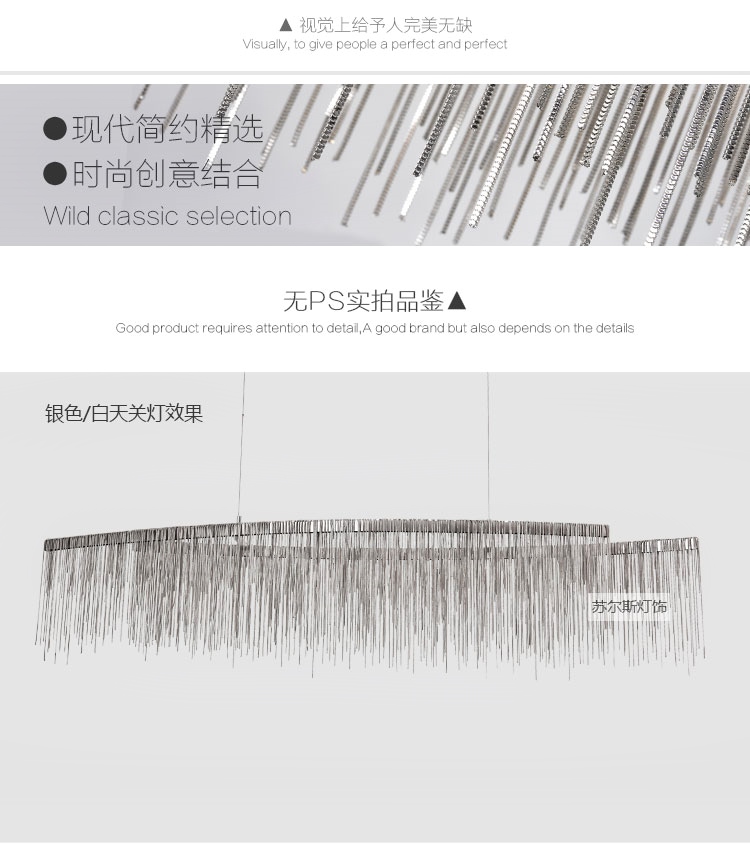 ▲ 视觉上给予人完美无缺
Visually, to give people a perfect and perfect
●现代简约精选
●时尚创意结合
Wild classic selection
无PS实拍品鉴▲
Good product requires attention to detail,A good brand but also depends on the details
银色/白天关灯效果
苏尔斯灯饰